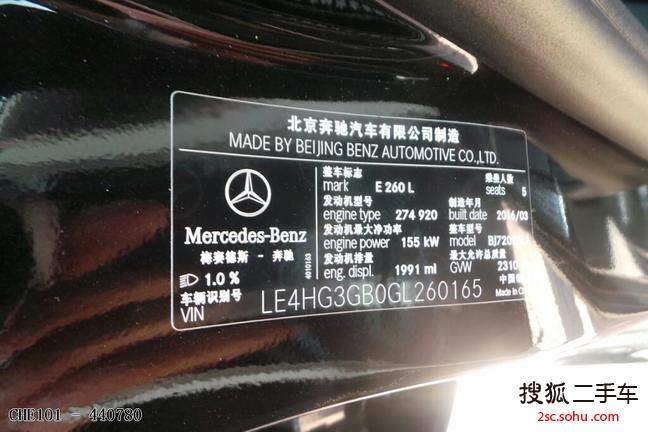 北京奔驰汽车有限公司制造
MADE BY BEIJING BENZ AUTOMOTIVE CO.,LTD.
Mercedes-Benz
梅赛德斯 - 奔驰
1.0 %
整车标志
mark E 260 L
乘坐人数
seats 5
发动机型号
engine type 274 920
制造年月
built date 2016/03
发动机最大净功率
engine power 155 kW
型号
model
发动机排量
eng. displ. 1991 ml
最大允许总质量
GVW 2310
中国
4010163
车辆识别号
VIN LE4HG3GB0GL260165
CHE101 - 440780
搜狐二手车
2sc.sohu.com